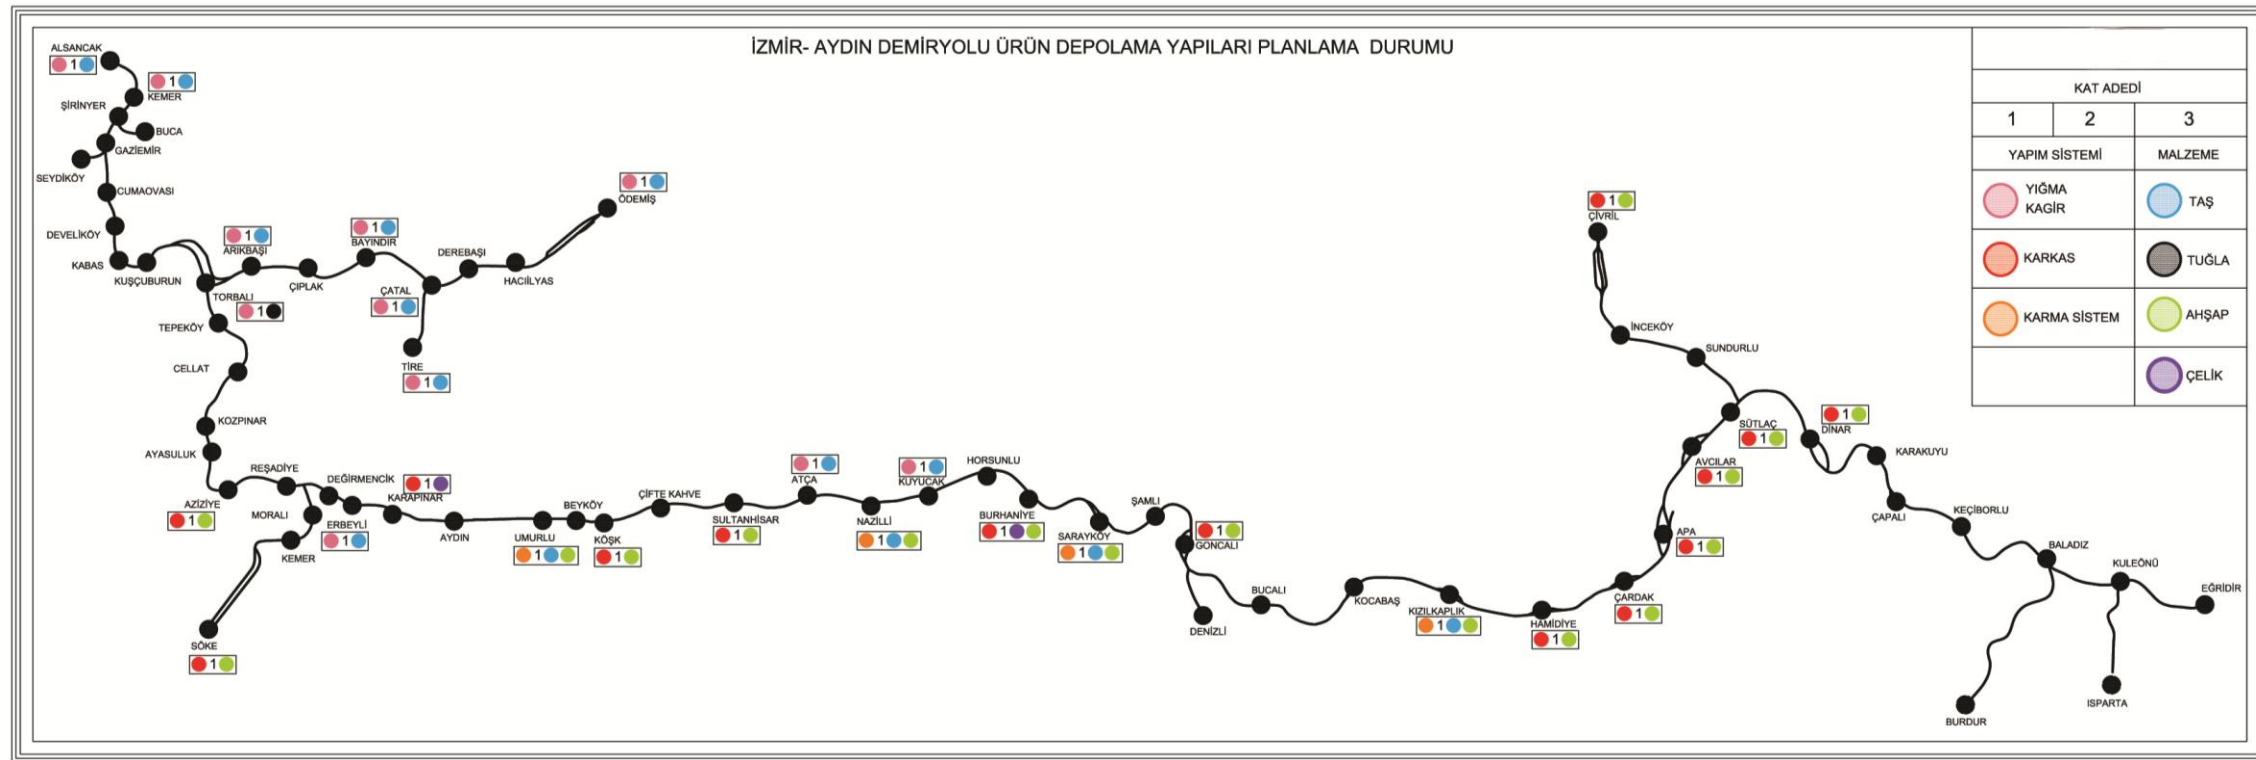 İZMİR- AYDIN DEMİRYOLU ÜRÜN DEPOLAMA YAPILARI PLANLAMA DURUMU
KAT ADEDİ
1 2 3
YAPIM SİSTEMİ MALZEME
YIĞMA
KAGİR
TAŞ
KARKAS
TUĞLA
KARMA SİSTEM
AHŞAP
ÇELİK
ALSANCAK
1
1
KEMER
ŞİRİNYER
BUCA
GAZİEMİR
SEYDİKÖY
CUMAOVASI
DEVELİKÖY
KABAS
KUŞÇUBURUN
1
ARIKBAŞI
TORBALI
1
TEPEKÖY
ÇIPLAK
1
BAYINDIR
ÇATAL
1
DEREBAŞI
HACIİLYAS
1
ÖDEMİŞ
TİRE
1
CELLAT
KOZPINAR
AYASULUK
AZİZİYE
1
REŞADİYE
MORALI
KEMER
SÖKE
1
DEĞİRMENCİK
ERBEYLİ
1
1
KARAPINAR
AYDIN
UMURLU
1
BEYKÖY
KÖŞK
1
ÇİFTE KAHVE
SULTANHİSAR
1
1
ATÇA
NAZİLLİ
1
1
KUYUCAK
HORSUNLU
BURHANİYE
1
SARAYKÖY
1
ŞAMLI
1
GONCALI
DENİZLİ
BUCALI
KOCABAŞ
KIZILKAPLIK
1
HAMİDİYE
1
ÇARDAK
1
APA
1
AVCILAR
1
SÜTLAÇ
1
SUNDURLU
İNCEKÖY
1
ÇİVRİL
1
DİNAR
KARAKUYU
ÇAPALI
KEÇİBORLU
BALADIZ
KULEÖNÜ
EĞRİDİR
ISPARTA
BURDUR